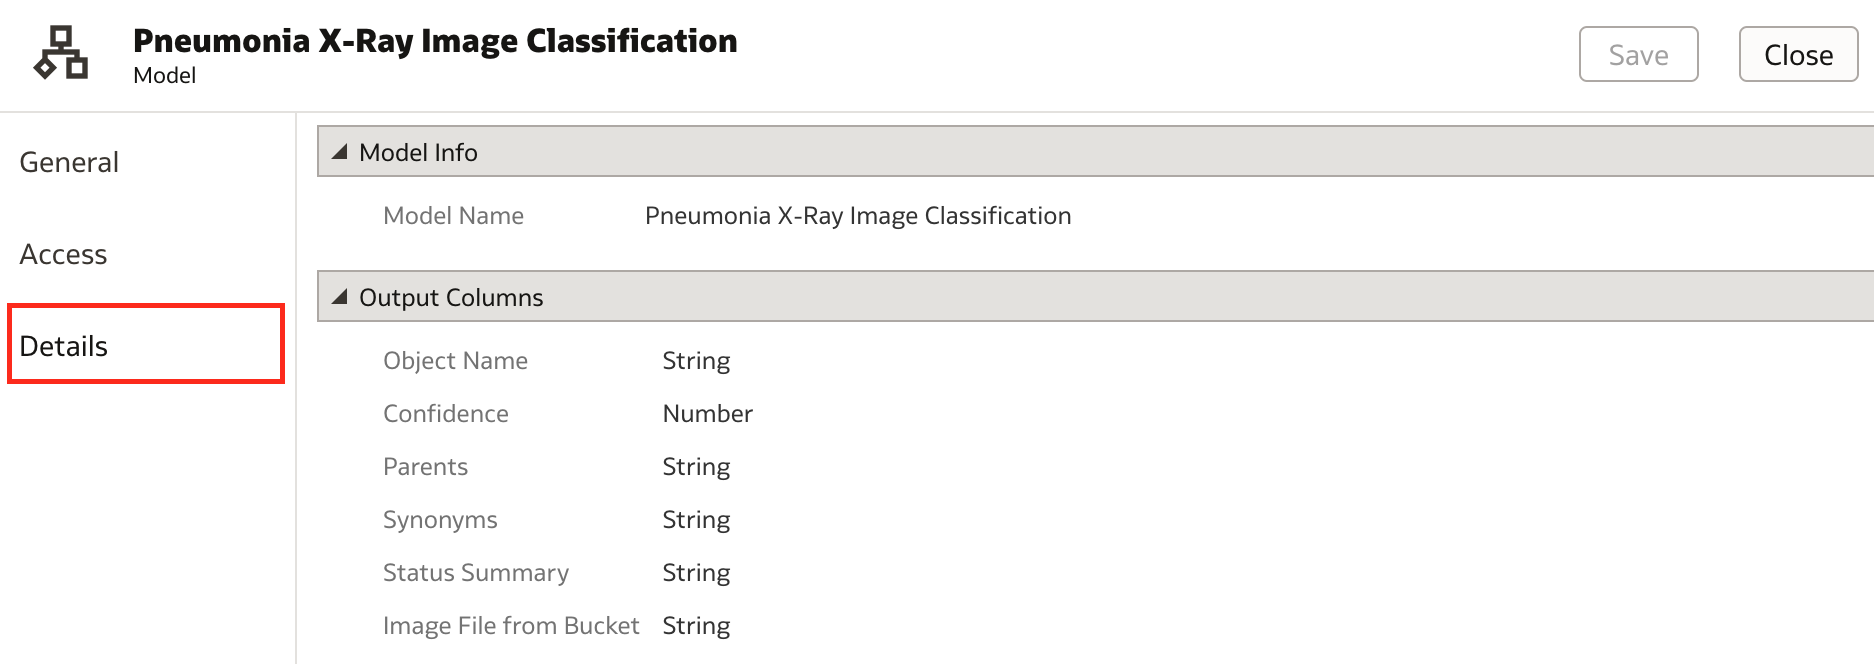 Pneumonia X-Ray Image Classification
Model
Save
Close
General
Access
Details
Model Info
Model Name Pneumonia X-Ray Image Classification
Output Columns
Object Name String
Confidence Number
Parents String
Synonyms String
Status Summary String
Image File from Bucket String